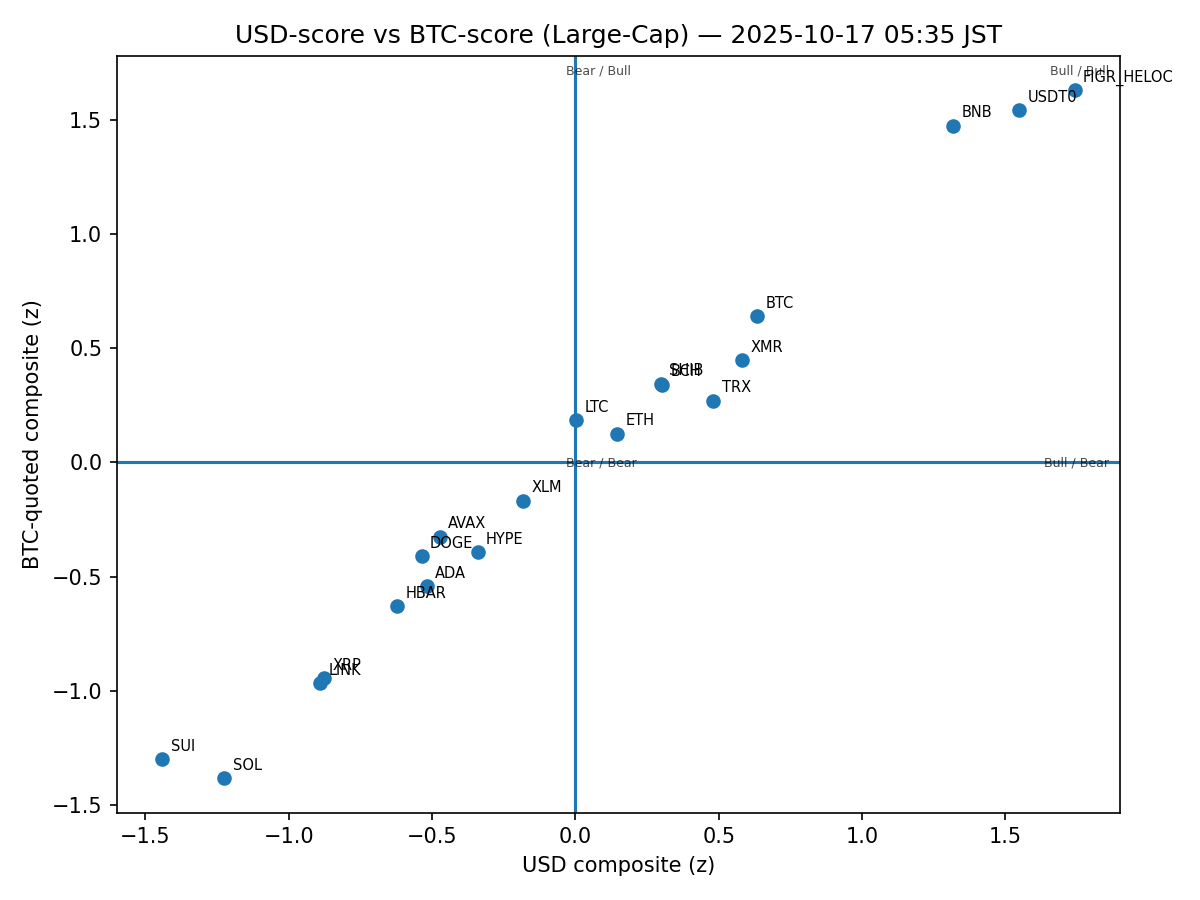 USD-score vs BTC-score (Large-Cap) — 2025-10-17 05:35 JST
Bear / Bull
Bull / Bull
FIGR_HELOC
USDT0
BNB
BTC
XMR
SHIB
BCH
TRX
LTC
ETH
Bear / Bear
Bull / Bear
XLM
AVAX
DOGE
HYPE
ADA
HBAR
XRP
LINK
SUI
SOL
1.5
1.0
0.5
0.0
−0.5
−1.0
−1.5
BTC-quoted composite (z)
−1.5
−1.0
−0.5
0.0
0.5
1.0
1.5
USD composite (z)